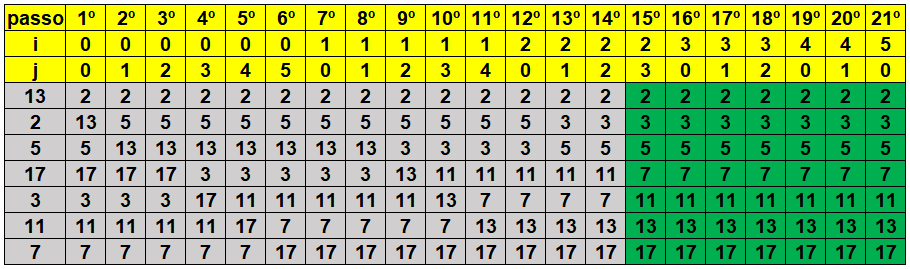 passo 1º 2º 3º 4º 5º 6º 7º 8º 9º 10º 11º 12º 13º 14º 15º 16º 17º 18º 19º 20º 21º
i 0 0 0 0 0 0 1 1 1 1 1 2 2 2 2 3 3 3 4 4 5
j 0 1 2 3 4 5 0 1 2 3 4 0 1 2 3 0 1 2 0 1 0
13 2 2 2 2 2 2 2 2 2 2 2 2 2 2 2 2 2 2 2 2 2
2 13 5 5 5 5 5 5 5 5 5 5 5 3 3 3 3 3 3 3 3 3
5 5 13 13 13 13 13 13 13 3 3 3 3 5 5 5 5 5 5 5 5 5
17 17 17 17 3 3 3 3 3 13 11 11 11 11 11 7 7 7 7 7 7 7
3 3 3 3 17 11 11 11 11 11 13 7 7 7 7 11 11 11 11 11 11 11
11 11 11 11 11 17 7 7 7 7 7 13 13 13 13 13 13 13 13 13 13 13
7 7 7 7 7 7 17 17 17 17 17 17 17 17 17 17 17 17 17 17 17 17